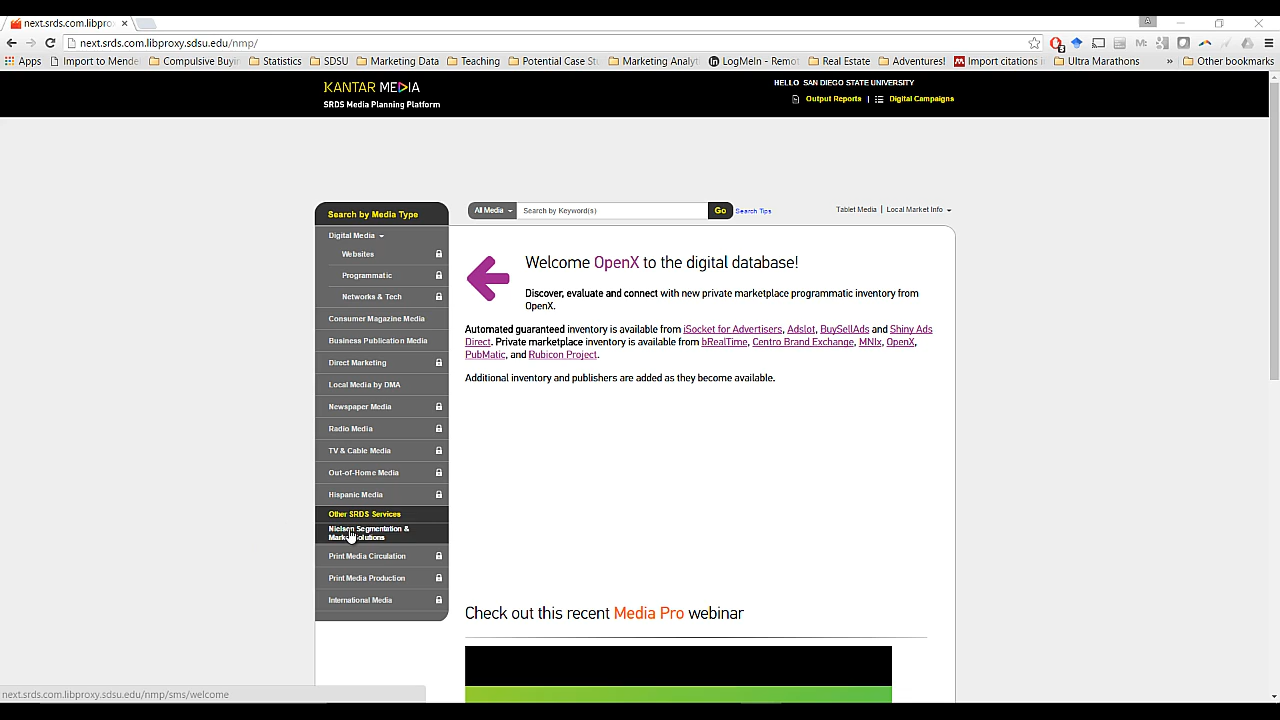 next.srds.com.libpro
next.srds.com.libproxy.sdsu.edu/nmp/
Apps Import to Mende Compulsive Buyi Statistics SDSU Marketing Data Teaching Potential Case St Marketing Analyt LogMeIn - Remot Real Estate Adventures! Import citations Ultra Marathons » Other bookmarks
KANTAR MEDIA
SRDS Media Planning Platform
HELLO SAN DIEGO STATE UNIVERSITY
Output Reports | Digital Campaigns
Search by Media Type
All Media Search by Keyword(s) Go Search Tips
Tablet Media | Local Market Info
Digital Media
Websites
Programmatic
Networks & Tech
Consumer Magazine Media
Business Publication Media
Direct Marketing
Local Media by DMA
Newspaper Media
Radio Media
TV & Cable Media
Out-of-Home Media
Hispanic Media
Other SRDS Services
Nielsen Segmentation &
Market Solutions
Print Media Circulation
Print Media Production
International Media
Welcome OpenX to the digital database!
Discover, evaluate and connect with new private marketplace programmatic inventory from
OpenX.
Automated guaranteed inventory is available from iSocket for Advertisers, Adslot, BuySellAds and Shiny Ads
Direct. Private marketplace inventory is available from bRealTime, Centro Brand Exchange, MNIx, OpenX,
PubMatic, and Rubicon Project.
Additional inventory and publishers are added as they become available.
Check out this recent Media Pro webinar
next.srds.com.libproxy.sdsu.edu/nmp/sms/welcome